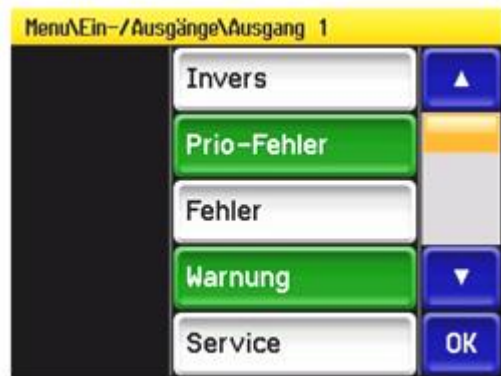 Menu\Ein-/Ausgänge\Ausgang 1
Invers
Prio-Fehler
Fehler
Warnung
Service
OK